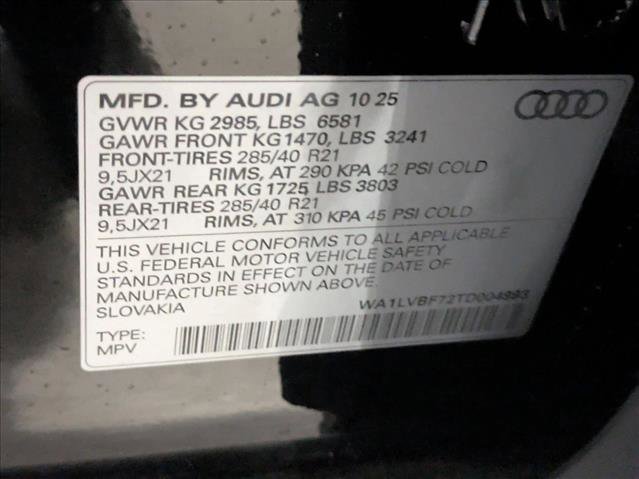 MFD. BY AUDI AG 10 25
GVWR KG 2985, LBS 6581
GAWR FRONT KG1470, LBS 3241
FRONT-TIRES 285/40 R21
9,5JX21 RIMS, AT 290 KPA 42 PSI COLD
GAWR REAR KG 1725 LBS 3803
REAR-TIRES 285/40 R21
9,5JX21 RIMS, AT 310 KPA 45 PSI COLD
THIS VEHICLE CONFORMS TO ALL APPLICABLE
U.S. FEDERAL MOTOR VEHICLE SAFETY
STANDARDS IN EFFECT ON THE DATE OF
MANUFACTURE SHOWN ABOVE.
SLOVAKIA WA1LVBF72TD004993
TYPE:
MPV